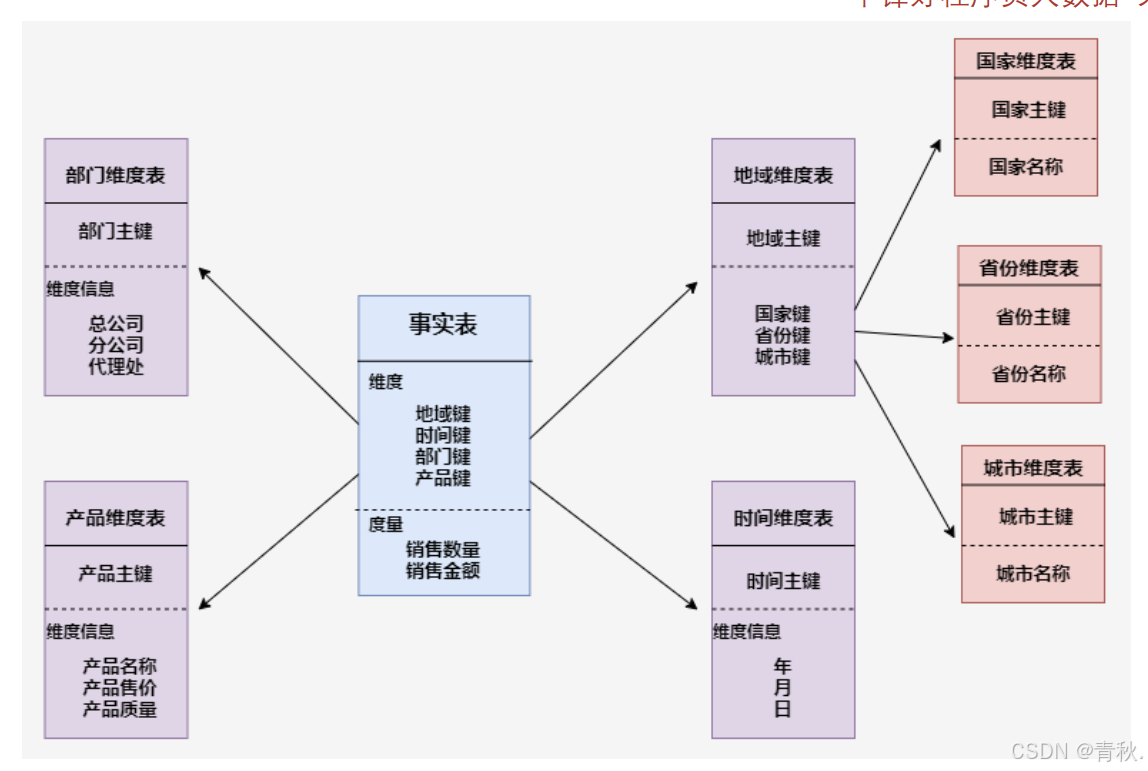 部门维度表
部门主键
维度信息
总公司
分公司
代理处
产品维度表
产品主键
维度信息
产品名称
产品售价
产品质量
事实表
维度
地域键
时间键
部门键
产品键
度量
销售数量
销售金额
地域维度表
地域主键
国家键
省份键
城市键
时间维度表
时间主键
维度信息
年
月
日
国家维度表
国家主键
国家名称
省份维度表
省份主键
省份名称
城市维度表
城市主键
城市名称
CSDN @青秋.